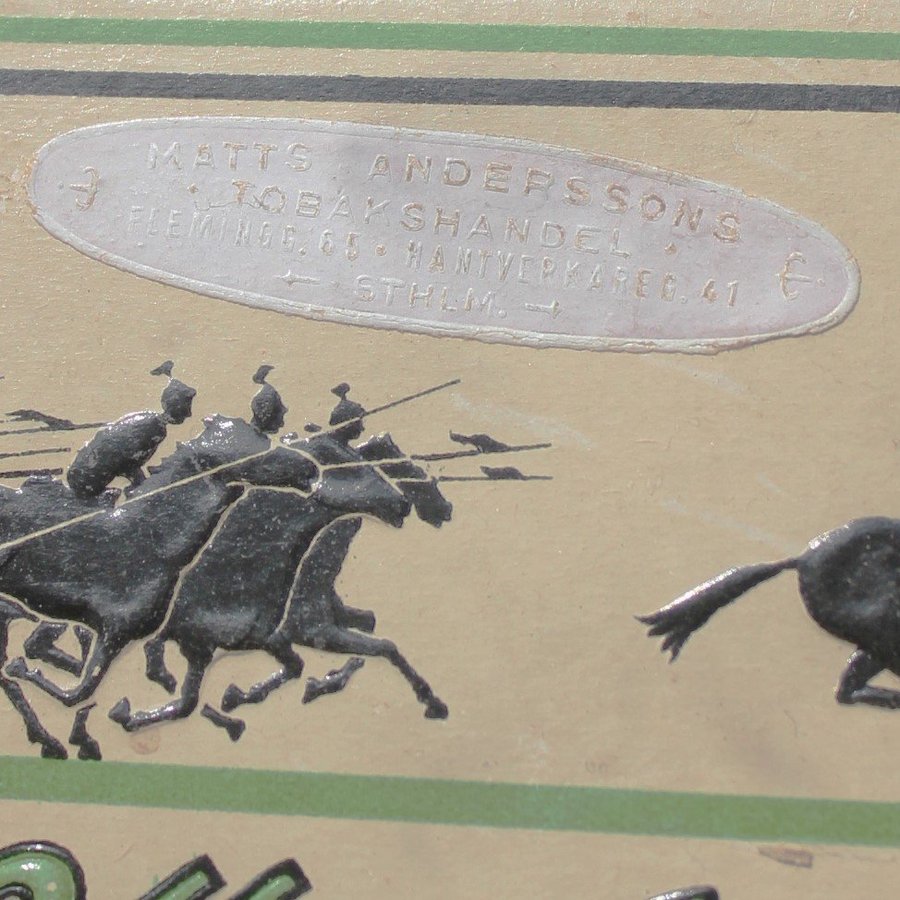 MATTS ANDERSSONS
• TOBAKSHANDEL •
FLEMINGG. 65 • HANTVERKAREG. 41
STHLM.